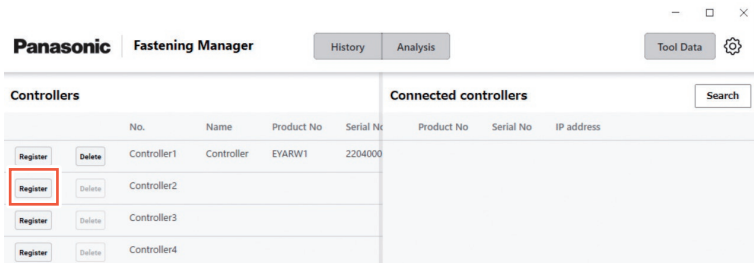 Panasonic Fastening Manager History Analysis Tool Data
Controllers Connected controllers Search
No. Name Product No Serial No Product No Serial No IP address
Register Delete Controller1 Controller EYARW1 2204000
Register Delete Controller2
Register Delete Controller3
Register Delete Controller4